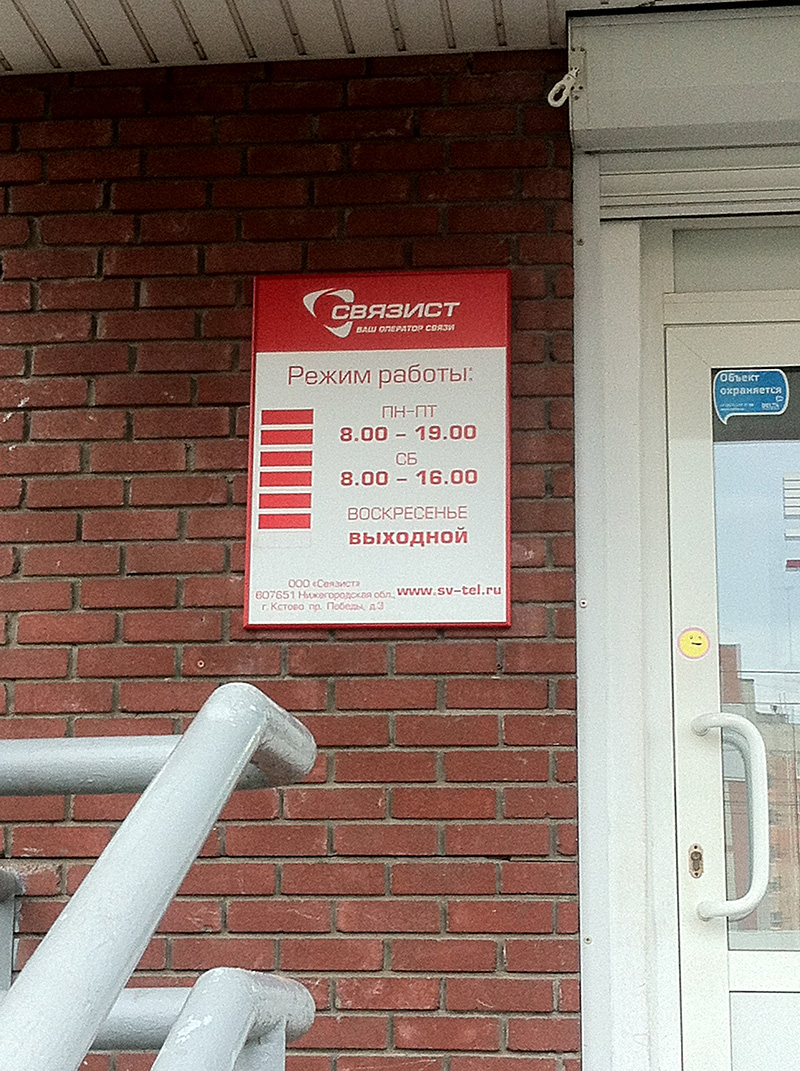 СВЯЗИСТ
ВАШ ОПЕРАТОР СВЯЗИ
Режим работы:
ПН-ПТ
8.00 – 19.00
СБ
8.00 – 16.00
ВОСКРЕСЕНЬЕ
ВЫХОДНОЙ
ООО «Связист»
607651 Нижегородская обл.,
г. Кстово пр. Победы, д.3
www.sv-tel.ru
Объект
охраняется